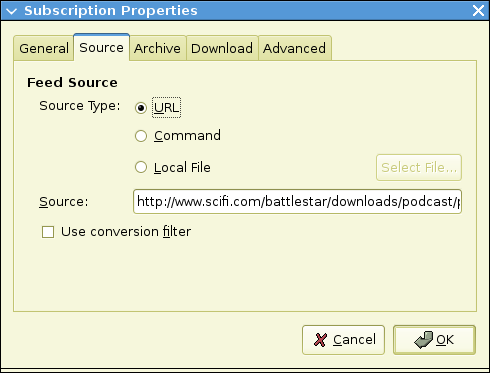 Subscription Properties
General Source Archive Download Advanced
Feed Source
Source Type: URL
Command
Local File Select File...
Source: http://www.scifi.com/battlestar/downloads/podcast/
Use conversion filter
Cancel OK